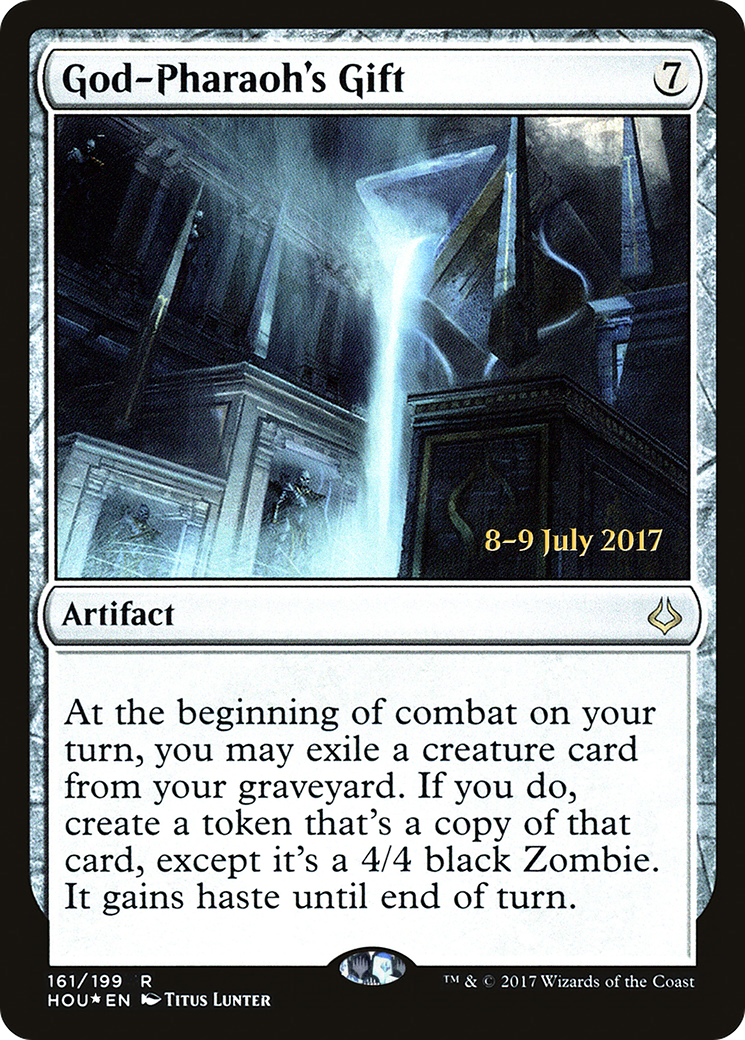 God-Pharaoh's Gift 7
8–9 July 2017
Artifact
At the beginning of combat on your
turn, you may exile a creature card
from your graveyard. If you do,
create a token that's a copy of that
card, except it's a 4/4 black Zombie.
It gains haste until end of turn.
161/199 R
HOU★EN Titus Lunter
™ & © 2017 Wizards of the Coast